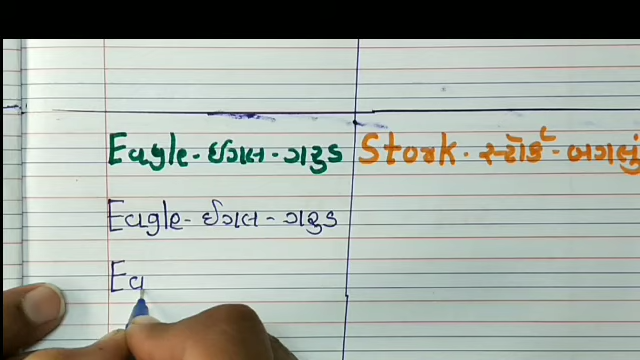 Eagle - ઈગલ - ગરુડ Stork - સ્ટોર્ક - બગલું
Eagle - ઈગલ - ગરુડ
Ea